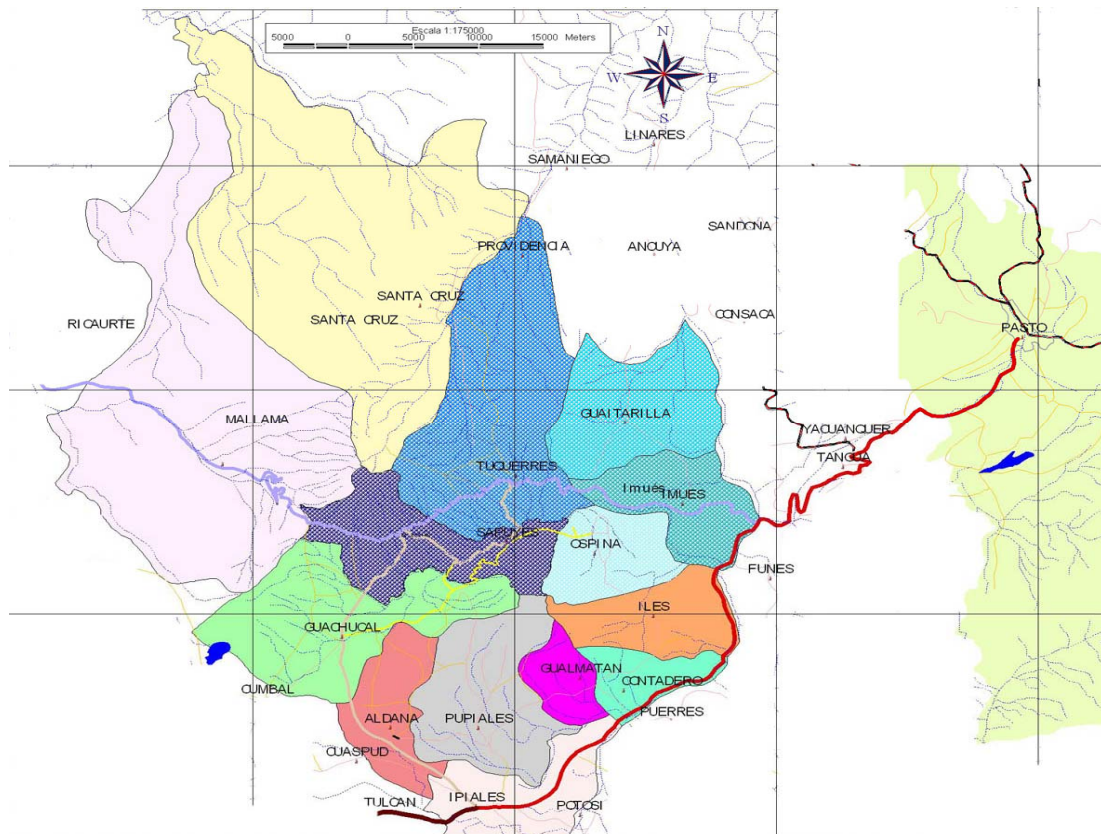 Escala 1:175000
5000 0 5000 10000 15000 Meters
N
W E
S
LINARES
SAMANIEGO
SANDONA
PROVIDENCIA ANCUYA
SANTA CRUZ
SANTA CRUZ
CONSACA
RICAURTE
PASTO
MALLAMA
GUAITARILLA
YACUANQUER
TANGUA
TUQUERRES
Imués
IMUES
SAPUYES
OSPINA
FUNES
ILES
GUACHUCAL
GUALMATAN
CONTADERO
CUMBAL
PUERRES
ALDANA
PUPIALES
CUASPUD
IPIALES
TULCAN
POTOSI